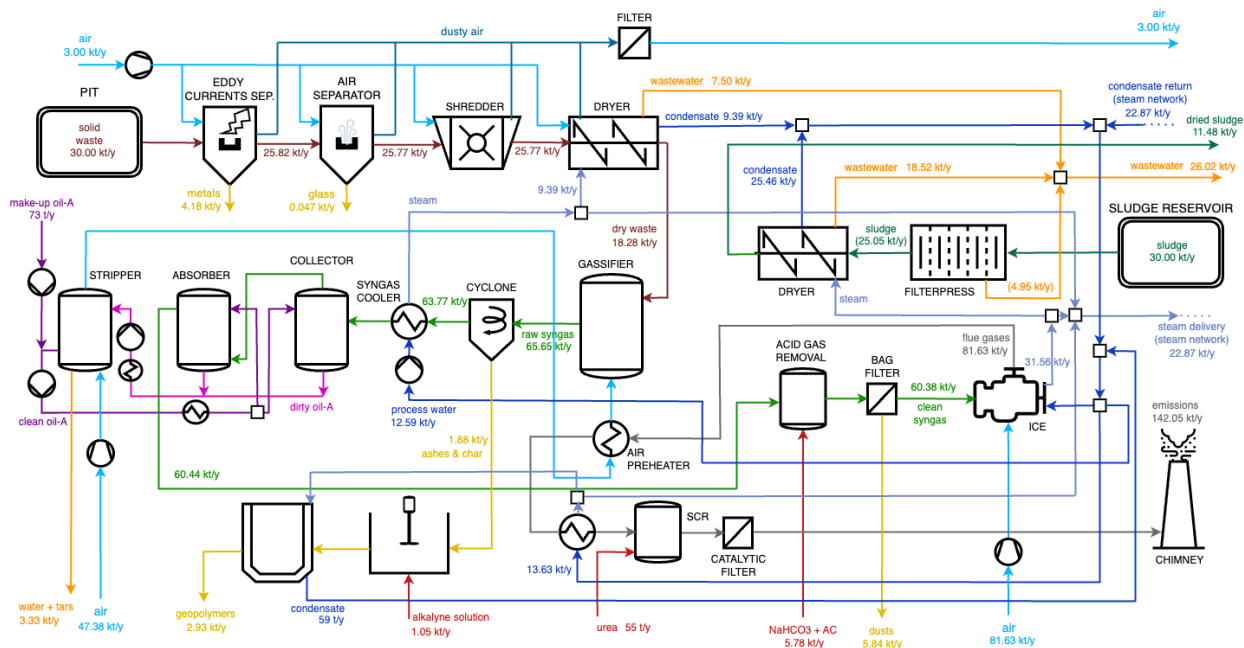 air
3.00 kt/y
dusty air
FILTER
air
3.00 kt/y
PIT
EDDY
CURRENTS SEP.
AIR
SEPARATOR
SHREDDER
DRYER
wastewater 7.50 kt/y
condensate return
(steam network)
22.87 kt/y
solid
waste
30.00 kt/y
25.82 kt/y
25.77 kt/y
25.77 kt/y
condensate 9.39 kt/y
dried sludge
11.48 kt/y
metals
4.18 kt/y
glass
0.047 kt/y
9.39 kt/y
condensate
25.46 kt/y
wastewater
18.52 kt/y
wastewater
26.02 kt/y
make-up oil-A
73 t/y
steam
dry waste
18.28 kt/y
sludge
(25.05 kt/y)
SLUDGE RESERVOIR
sludge
30.00 kt/y
STRIPPER
ABSORBER
COLLECTOR
SYNGAS
COOLER
CYCLONE
GASSIFIER
DRYER
FILTERPRESS
(4.95 kt/y)
63.77 kt/y
steam
raw syngas
65.65 kt/y
flue gases
81.63 kt/y
steam delivery
(steam network)
22.87 kt/y
ACID GAS
REMOVAL
BAG
FILTER
31.56 kt/y
60.38 kt/y
clean
syngas
ICE
clean oil-A
dirty oil-A
process water
12.59 kt/y
emissions
142.05 kt/y
1.88 kt/y
ashes & char
AIR
PREHEATER
60.44 kt/y
SCR
CATALYTIC
FILTER
CHIMNEY
13.63 kt/y
water + tars
3.33 kt/y
air
47.38 kt/y
geopolymers
2.93 kt/y
condensate
59 t/y
alkalyne solution
1.05 kt/y
urea 55 t/y
NaHCO3 + AC
5.78 kt/y
dusts
5.84 kt/y
air
81.63 kt/y